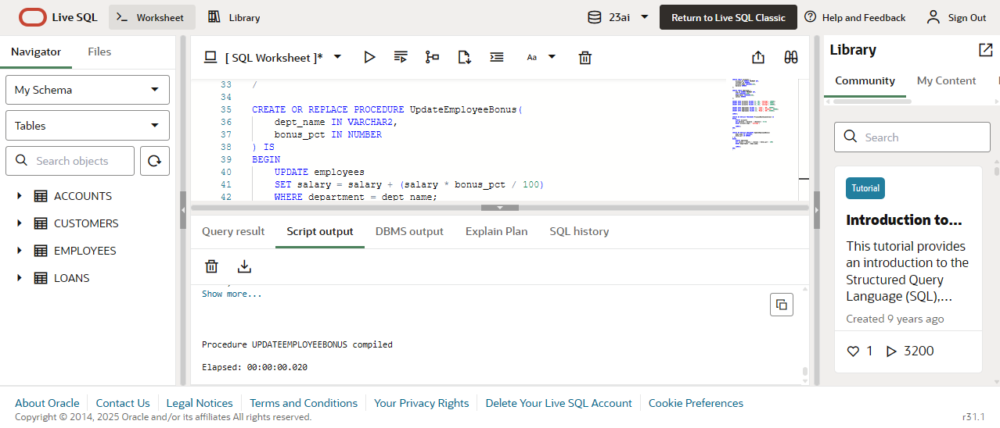 Live SQL
Worksheet
Library
23ai
Return to Live SQL Classic
Help and Feedback
Sign Out
Navigator
Files
My Schema
Tables
Search objects
ACCOUNTS
CUSTOMERS
EMPLOYEES
LOANS
[ SQL Worksheet ]*
Aa
33 /
34
35 CREATE OR REPLACE PROCEDURE UpdateEmployeeBonus(
36 dept_name IN VARCHAR2,
37 bonus_pct IN NUMBER
38 ) IS
39 BEGIN
40 UPDATE employees
41 SET salary = salary + (salary * bonus_pct / 100)
42 WHERE department = dept_name;
Query result
Script output
DBMS output
Explain Plan
SQL history
Show more...
Procedure UPDATEEMPLOYEEBONUS compiled
Elapsed: 00:00:00.020
Library
Community
My Content
Search
Tutorial
Introduction to...
This tutorial provides
an introduction to the
Structured Query
Language (SQL),...
Created 9 years ago
1
3200
About Oracle
Contact Us
Legal Notices
Terms and Conditions
Your Privacy Rights
Delete Your Live SQL Account
Cookie Preferences
Copyright © 2014, 2025 Oracle and/or its affiliates All rights reserved.
r31.1